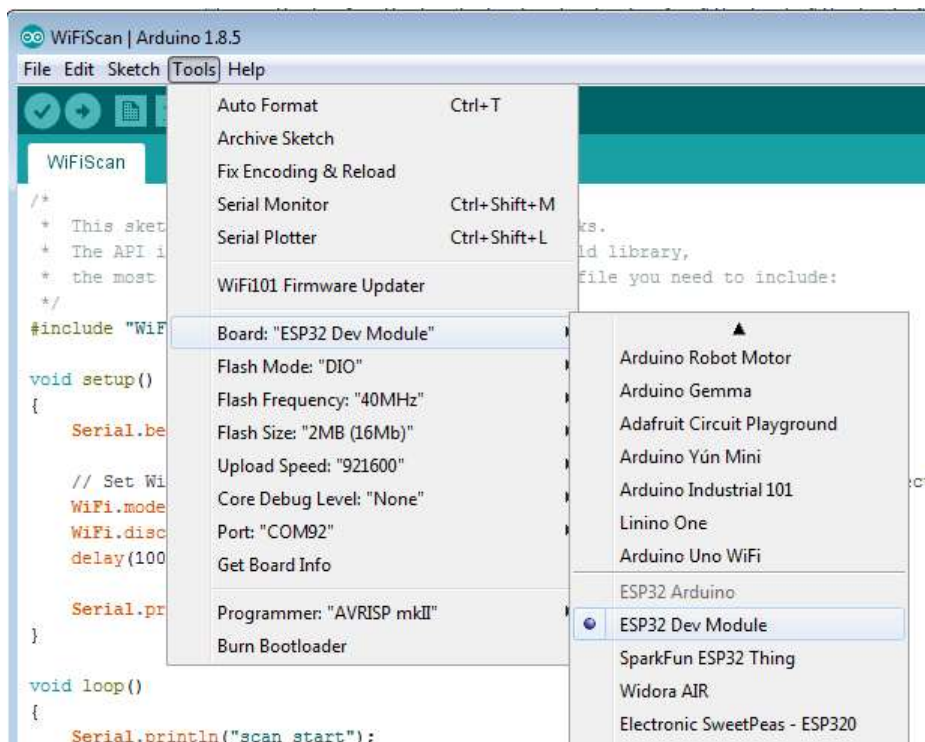 WiFiScan | Arduino 1.8.5
File Edit Sketch Tools Help
WiFiScan
Auto Format Ctrl+T
Archive Sketch
Fix Encoding & Reload
Serial Monitor Ctrl+Shift+M
Serial Plotter Ctrl+Shift+L
WiFi101 Firmware Updater
Board: "ESP32 Dev Module"
Flash Mode: "DIO"
Flash Frequency: "40MHz"
Flash Size: "2MB (16Mb)"
Upload Speed: "921600"
Core Debug Level: "None"
Port: "COM92"
Get Board Info
Programmer: "AVRISP mkII"
Burn Bootloader
Arduino Robot Motor
Arduino Gemma
Adafruit Circuit Playground
Arduino Yún Mini
Arduino Industrial 101
Linino One
Arduino Uno WiFi
ESP32 Arduino
ESP32 Dev Module
SparkFun ESP32 Thing
Widora AIR
Electronic SweetPeas - ESP320
/*
* This sket ks.
* The API i ld library,
* the most file you need to include:
*/
#include "WiF
void setup()
{
Serial.be
// Set Wi
WiFi.mode
WiFi.disc
delay(100
Serial.pr
}
void loop()
{
Serial.println("scan start");